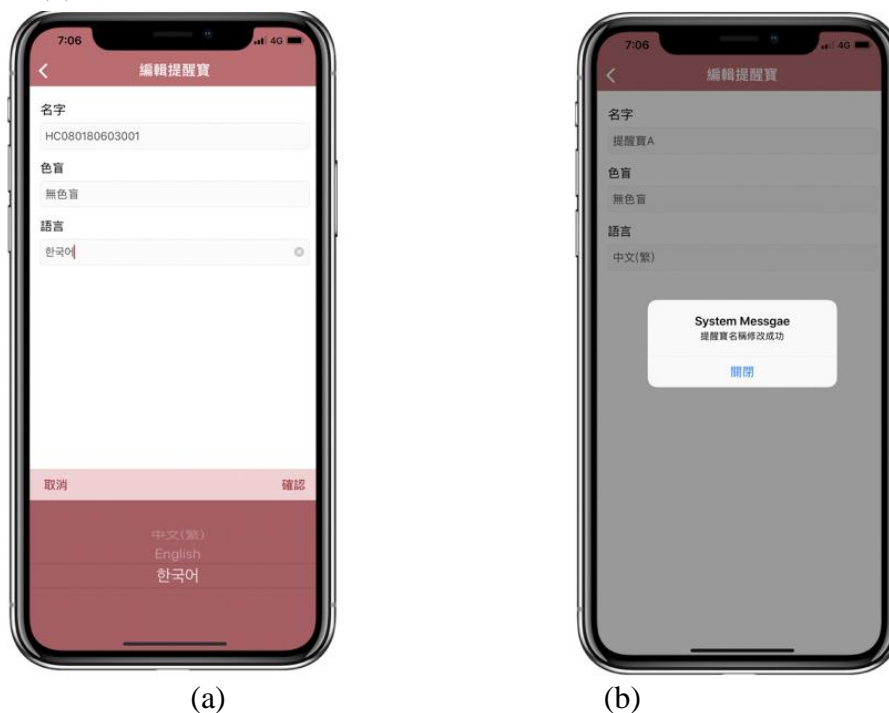 7:06
4G
編輯提醒寶
名字
HC080180603001
色盲
無色盲
語言
한국어
取消
確認
中文(繁)
English
한국어
(a)
7:06
4G
編輯提醒寶
名字
提醒寶A
色盲
無色盲
語言
中文(繁)
System Messgae
提醒寶名稱修改成功
關閉
(b)